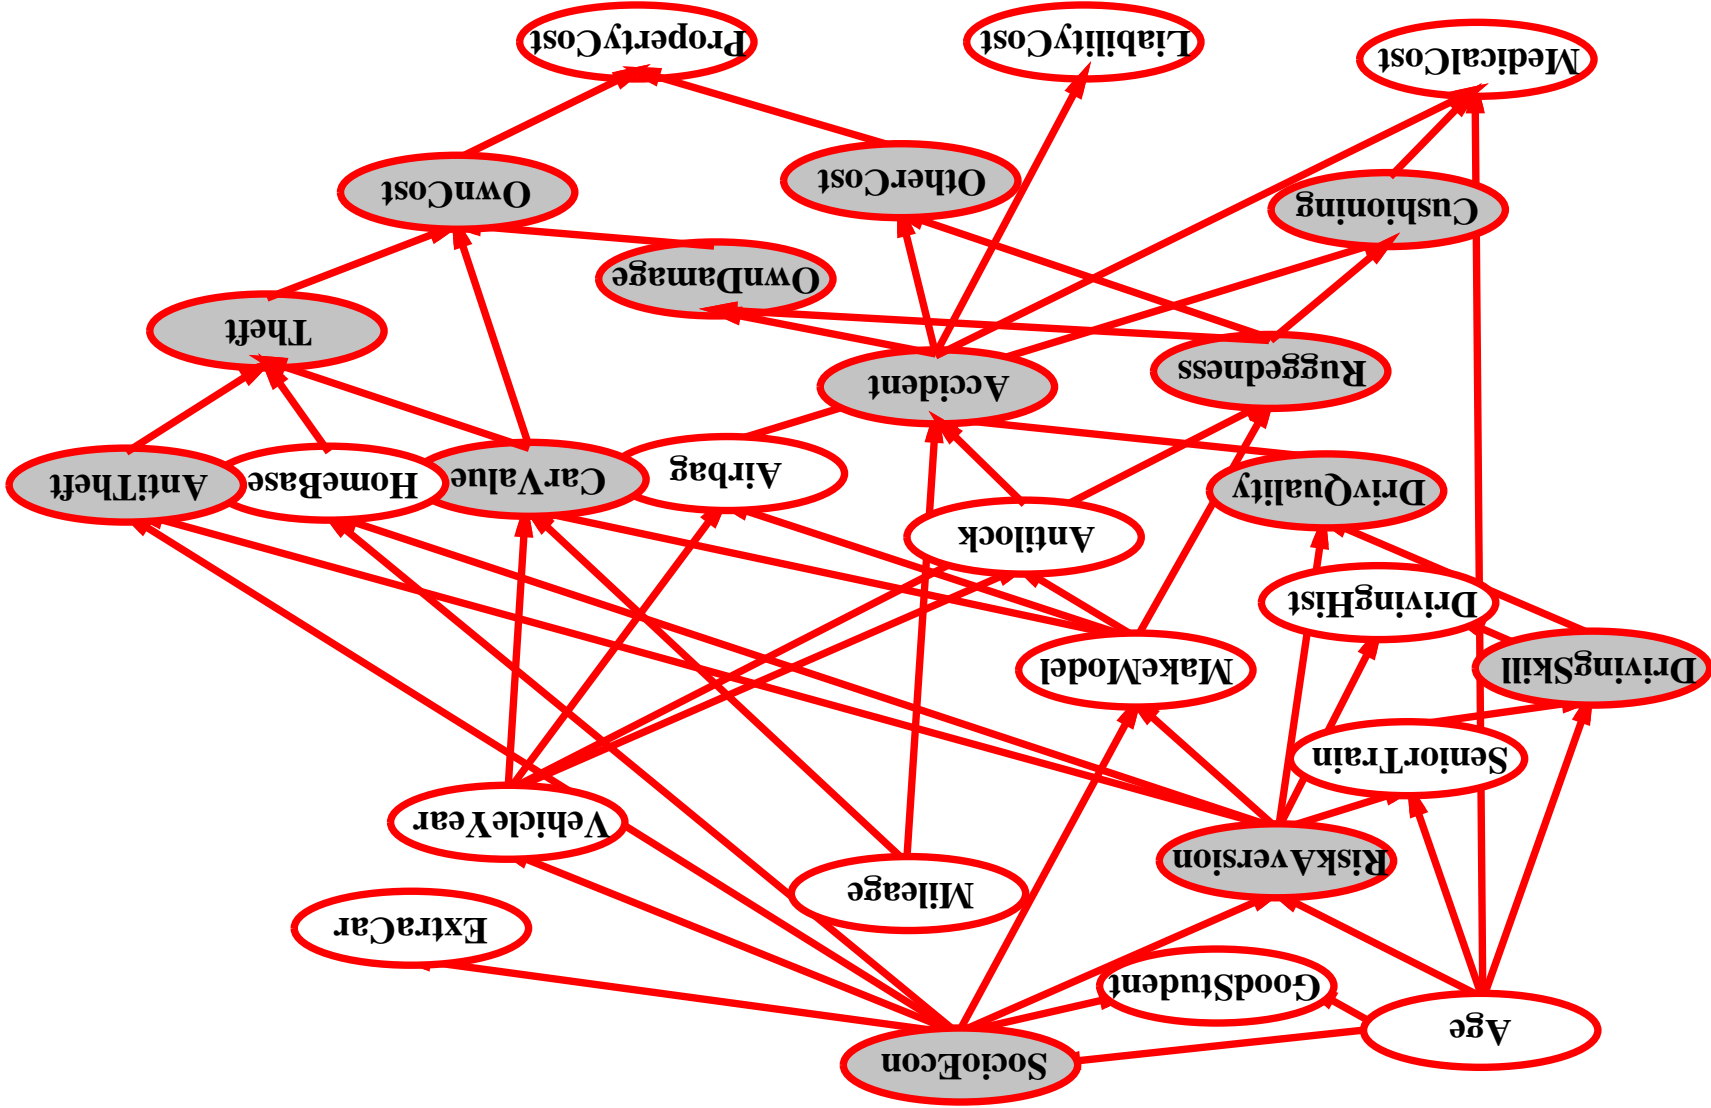 SocioEcon
Age
GoodStudent
ExtraCar
Mileage
RiskAversion
VehicleYear
SeniorTrain
MakeModel
DrivingSkill
DrivingHist
Antilock
DrivQuality
AntiTheft
HomeBase
CarValue
Airbag
Accident
Ruggedness
Theft
OwnDamage
Cushioning
OwnCost
OtherCost
MedicalCost
LiabilityCost
PropertyCost